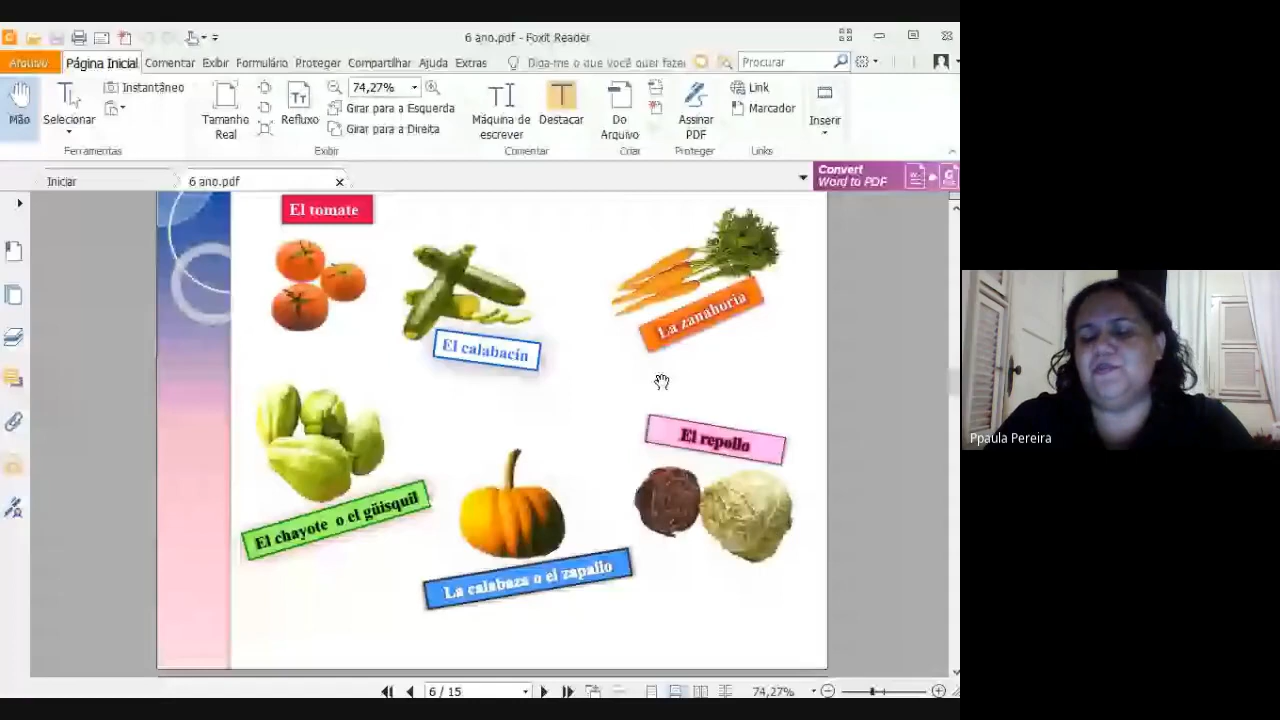 6 ano.pdf - Foxit Reader
Arquivo Página Inicial Comentar Exibir Formulário Proteger Compartilhar Ajuda Extras Diga-me o que você quer fazer Procurar
Mão
Selecionar
Instantâneo
Tamanho Real
Refluxo
74,27%
Girar para a Esquerda
Girar para a Direita
Máquina de escrever
Destacar
Do Arquivo
Assinar PDF
Link
Marcador
Inserir
Ferramentas Exibir Comentar Criar Proteger Links
Iniciar 6 ano.pdf
Convert
Word to PDF
El tomate
El calabacín
La zanahoria
El repollo
El chayote o el güisquil
La calabaza o el zapallo
Ppaula Pereira
6 / 15 74,27%